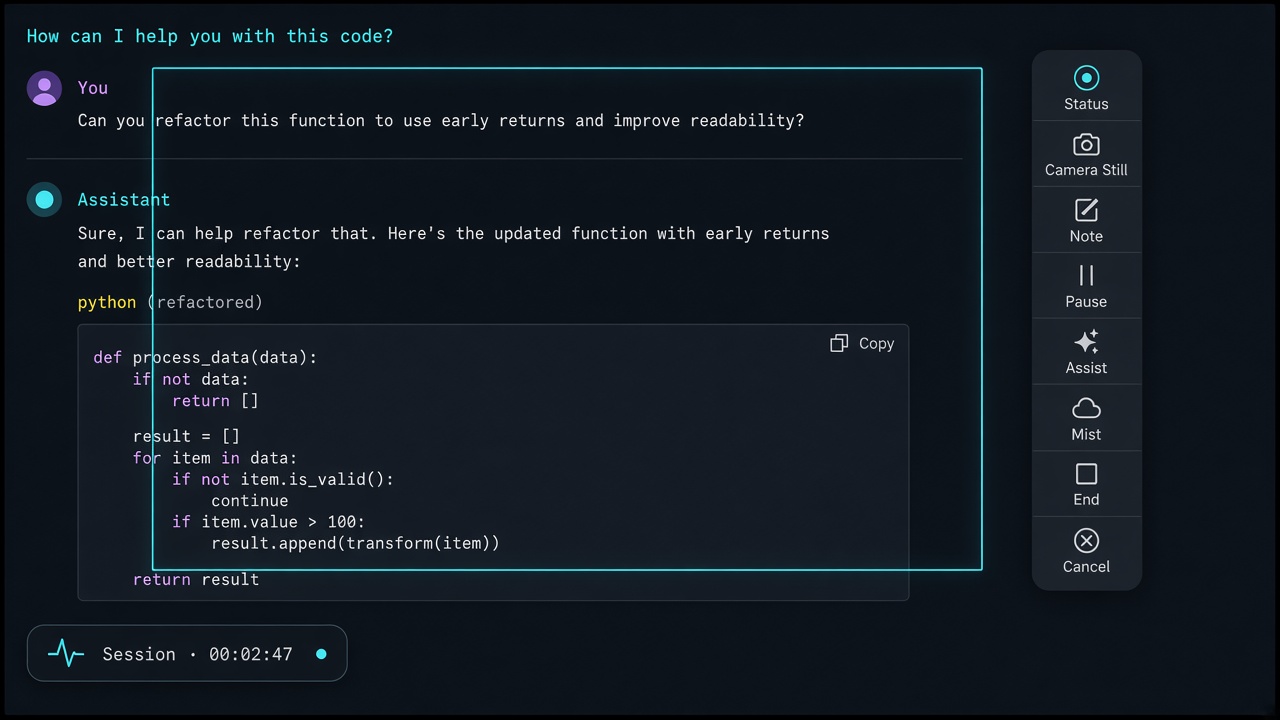 How can I help you with this code?
You
Can you refactor this function to use early returns and improve readability?
Assistant
Sure, I can help refactor that. Here's the updated function with early returns
and better readability:
python (refactored)
Copy
def process_data(data):
    if not data:
        return []
    result = []
    for item in data:
        if not item.is_valid():
            continue
        if item.value > 100:
            result.append(transform(item))
    return result
Session · 00:02:47
Status
Camera Still
Note
Pause
Assist
Mist
End
Cancel